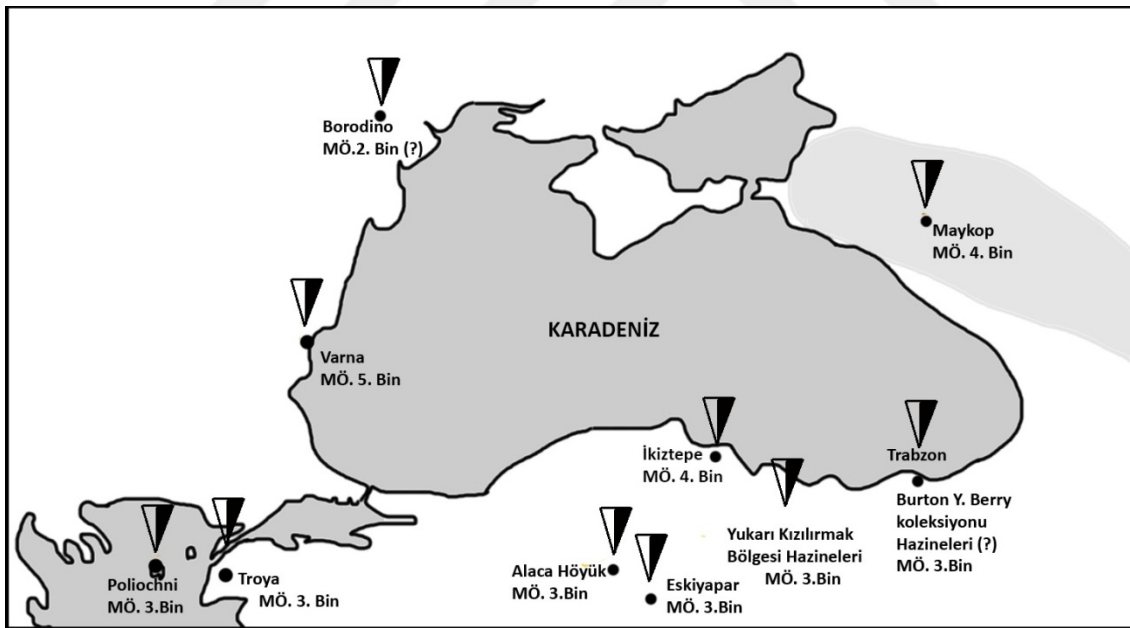 Borodino
MÖ.2. Bin (?)
Maykop
MÖ. 4. Bin
KARADENİZ
Varna
MÖ. 5. Bin
İkiztepe
MÖ. 4. Bin
Trabzon
Burton Y. Berry
koleksiyonu
Hazineleri (?)
MÖ. 3.Bin
Yukarı Kızılırmak
Bölgesi Hazineleri
MÖ. 3.Bin
Alaca Höyük
MÖ. 3.Bin
Eskiyapar
MÖ. 3.Bin
Poliochni
MÖ. 3.Bin
Troya
MÖ. 3. Bin